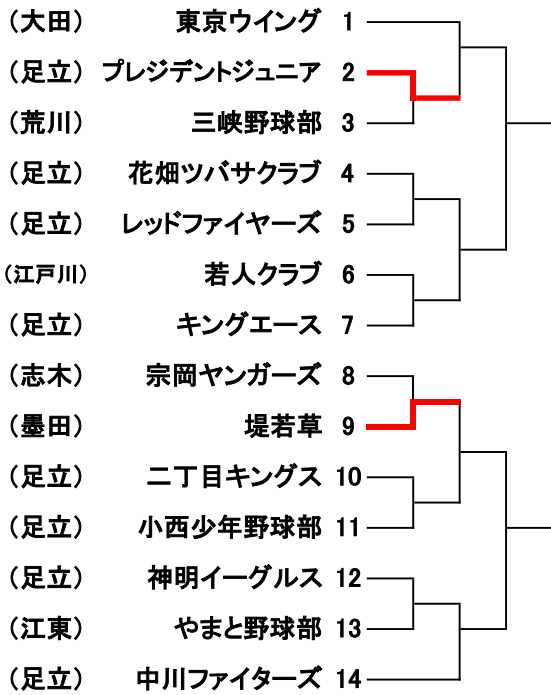 (大田) 東京ウイング 1
(足立) プレジデントジュニア 2
(荒川) 三峡野球部 3
(足立) 花畑ツバサクラブ 4
(足立) レッドファイヤーズ 5
(江戸川) 若人クラブ 6
(足立) キングエース 7
(志木) 宗岡ヤンガーズ 8
(墨田) 堤若草 9
(足立) 二丁目キングス 10
(足立) 小西少年野球部 11
(足立) 神明イーグルス 12
(江東) やまと野球部 13
(足立) 中川ファイターズ 14